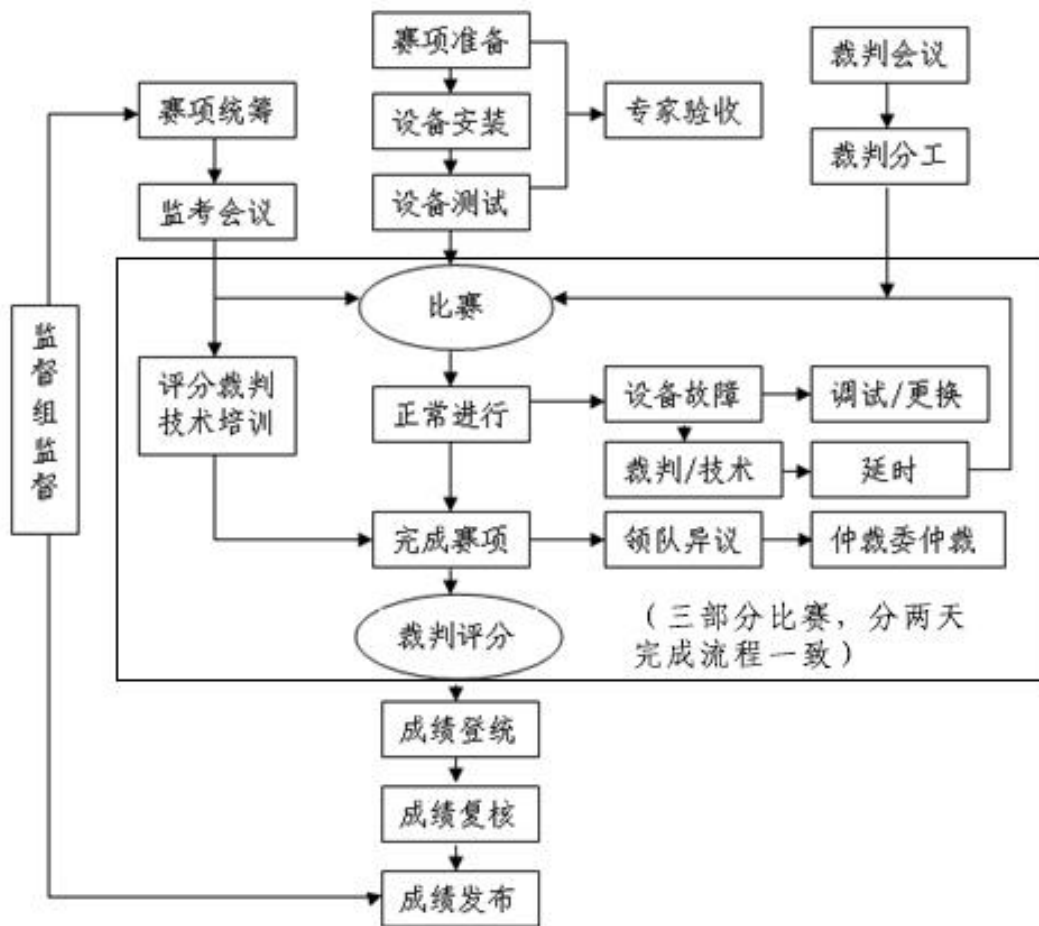 赛项准备
裁判会议
赛项统筹
设备安装
专家验收
裁判分工
监考会议
设备测试
比赛
监督组监督
评分裁判
技术培训
正常进行
设备故障
调试/更换
裁判/技术
延时
完成赛项
领队异议
仲裁委仲裁
裁判评分
（三部分比赛，分两天
完成流程一致）
成绩登统
成绩复核
成绩发布